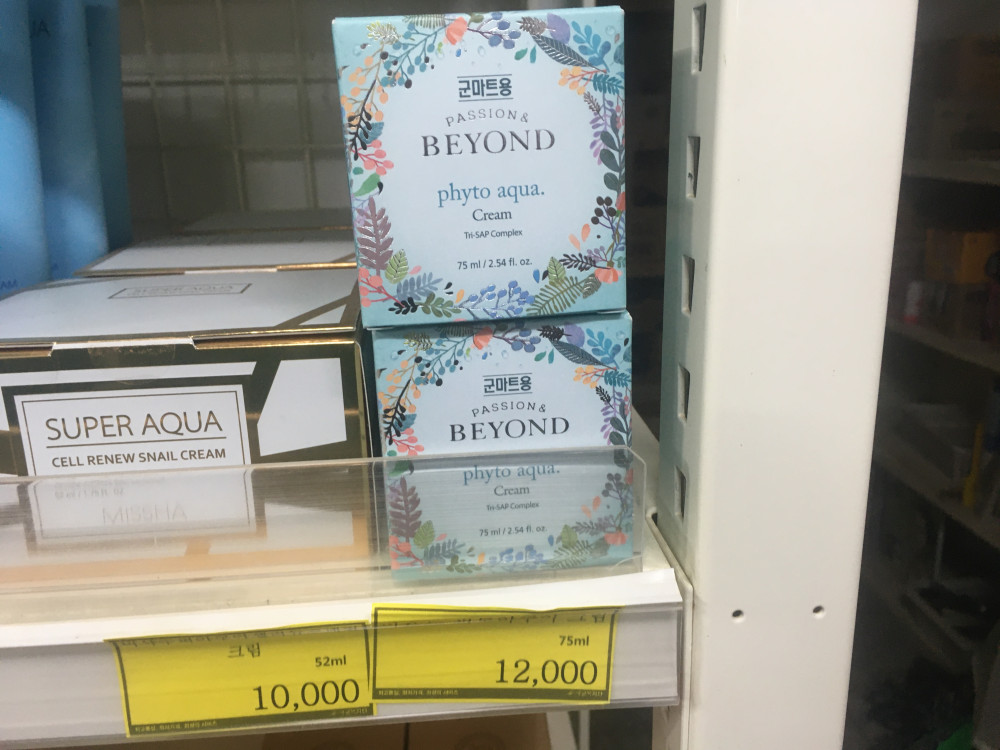 군마트용
PASSION &
BEYOND
phyto aqua.
Cream
Tri-SAP Complex
75 ml / 2.54 fl. oz.
SUPER AQUA
군마트용
PASSION &
BEYOND
phyto aqua.
Cream
Tri-SAP Complex
75 ml / 2.54 fl. oz.
SUPER AQUA
CELL RENEW SNAIL CREAM
MISSHA
크림
52ml
10,000
75ml
12,000